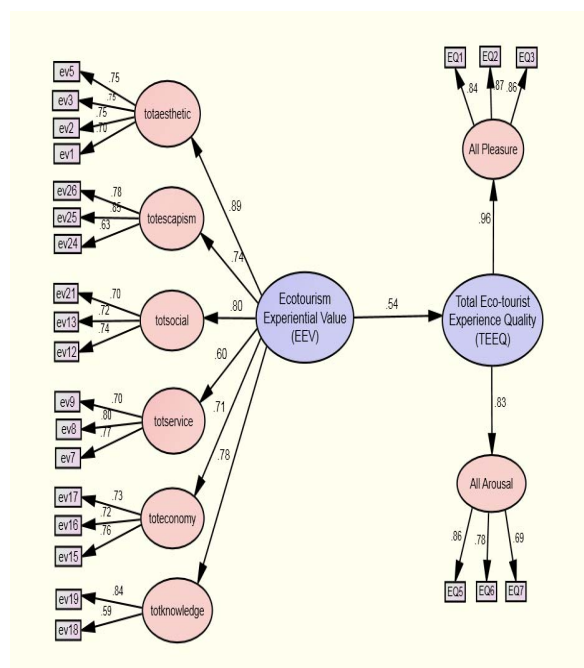 EQ1
EQ2
EQ3
.84
.87
.86
All Pleasure
.96
ev5
ev3
ev2
ev1
.75
.75
.75
.70
totaesthetic
.89
ev26
ev25
ev24
.78
.85
.63
totescapism
.74
ev21
ev13
ev12
.70
.72
.74
totsocial
.80
Ecotourism
Experiential Value
(EEV)
.54
Total Eco-tourist
Experience Quality
(TEEQ)
ev9
ev8
ev7
.70
.80
.77
totservice
.60
.71
.78
.83
ev17
ev16
ev15
.73
.72
.76
toteconomy
All Arousal
.86
.78
.69
EQ5
EQ6
EQ7
ev19
ev18
.84
.59
totknowledge